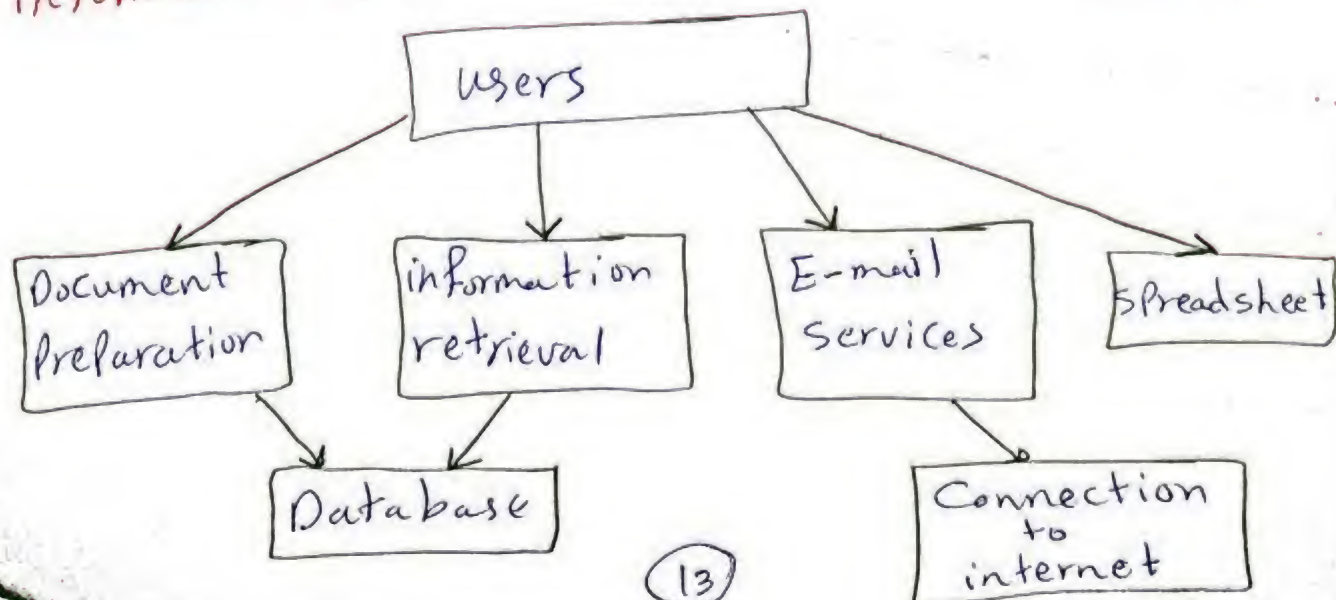 users
Document
Preparation
information
retrieval
E-mail
services
spreadsheet
Database
Connection
to
internet
13